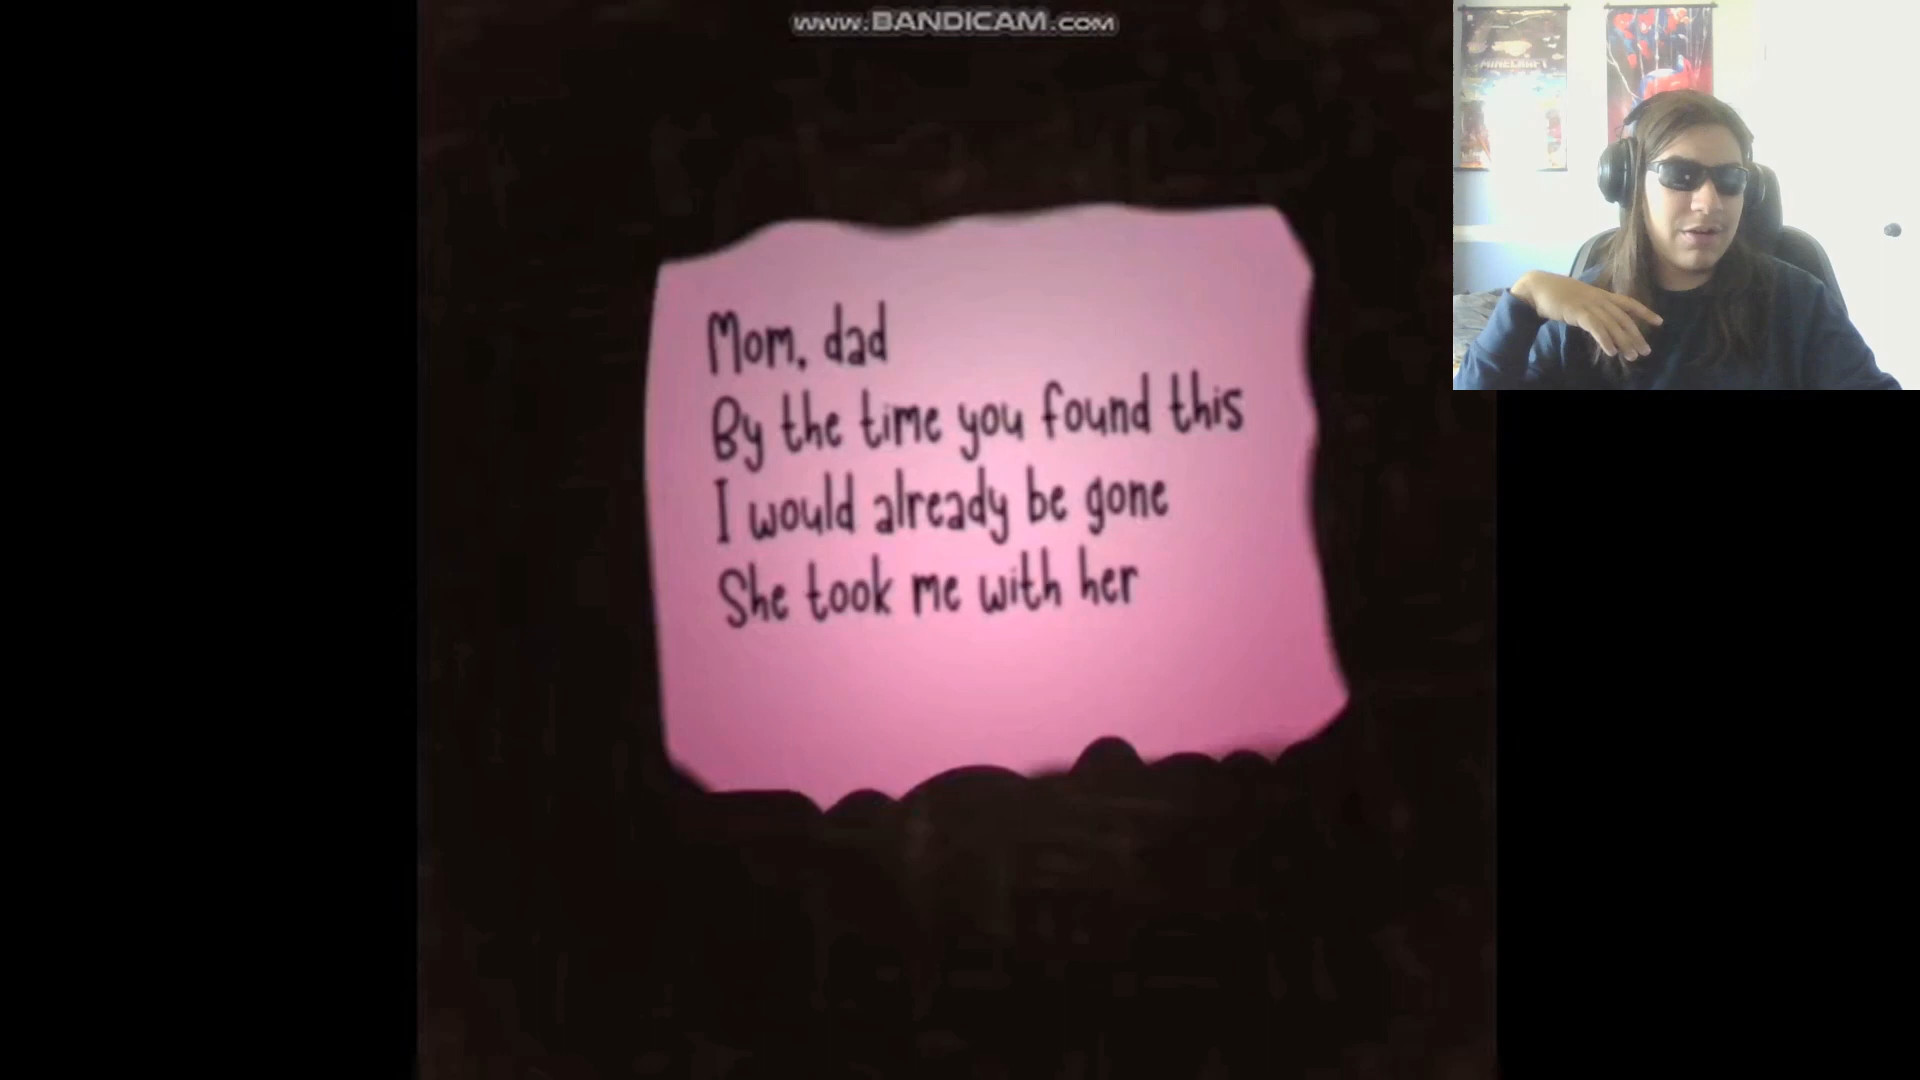 www.BANDICAM.com
MINECRAFT
Mom, dad
By the time you found this
I would already be gone
She took me with her